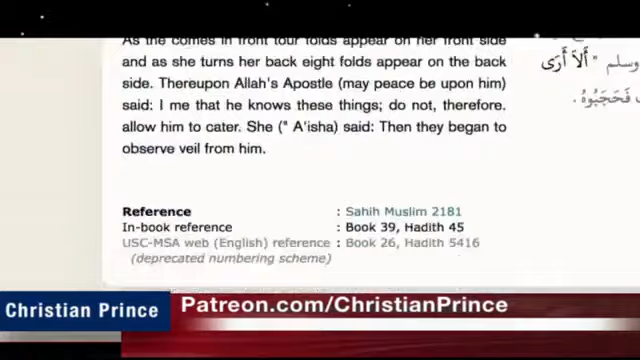 As the comes in front tour folds appear on her front side
and as she turns her back eight folds appear on the back
side. Thereupon Allah's Apostle (may peace be upon him)
said: I me that he knows these things; do not, therefore.
allow him to cater. She (" A'isha) said: Then they began to
observe veil from him.
وسلم ‏"‏ أَلاَ أَرَى
فَحَجَبُوهُ ‏.‏
Reference : Sahih Muslim 2181
In-book reference : Book 39, Hadith 45
USC-MSA web (English) reference : Book 26, Hadith 5416
(deprecated numbering scheme)
Christian Prince
Patreon.com/ChristianPrince